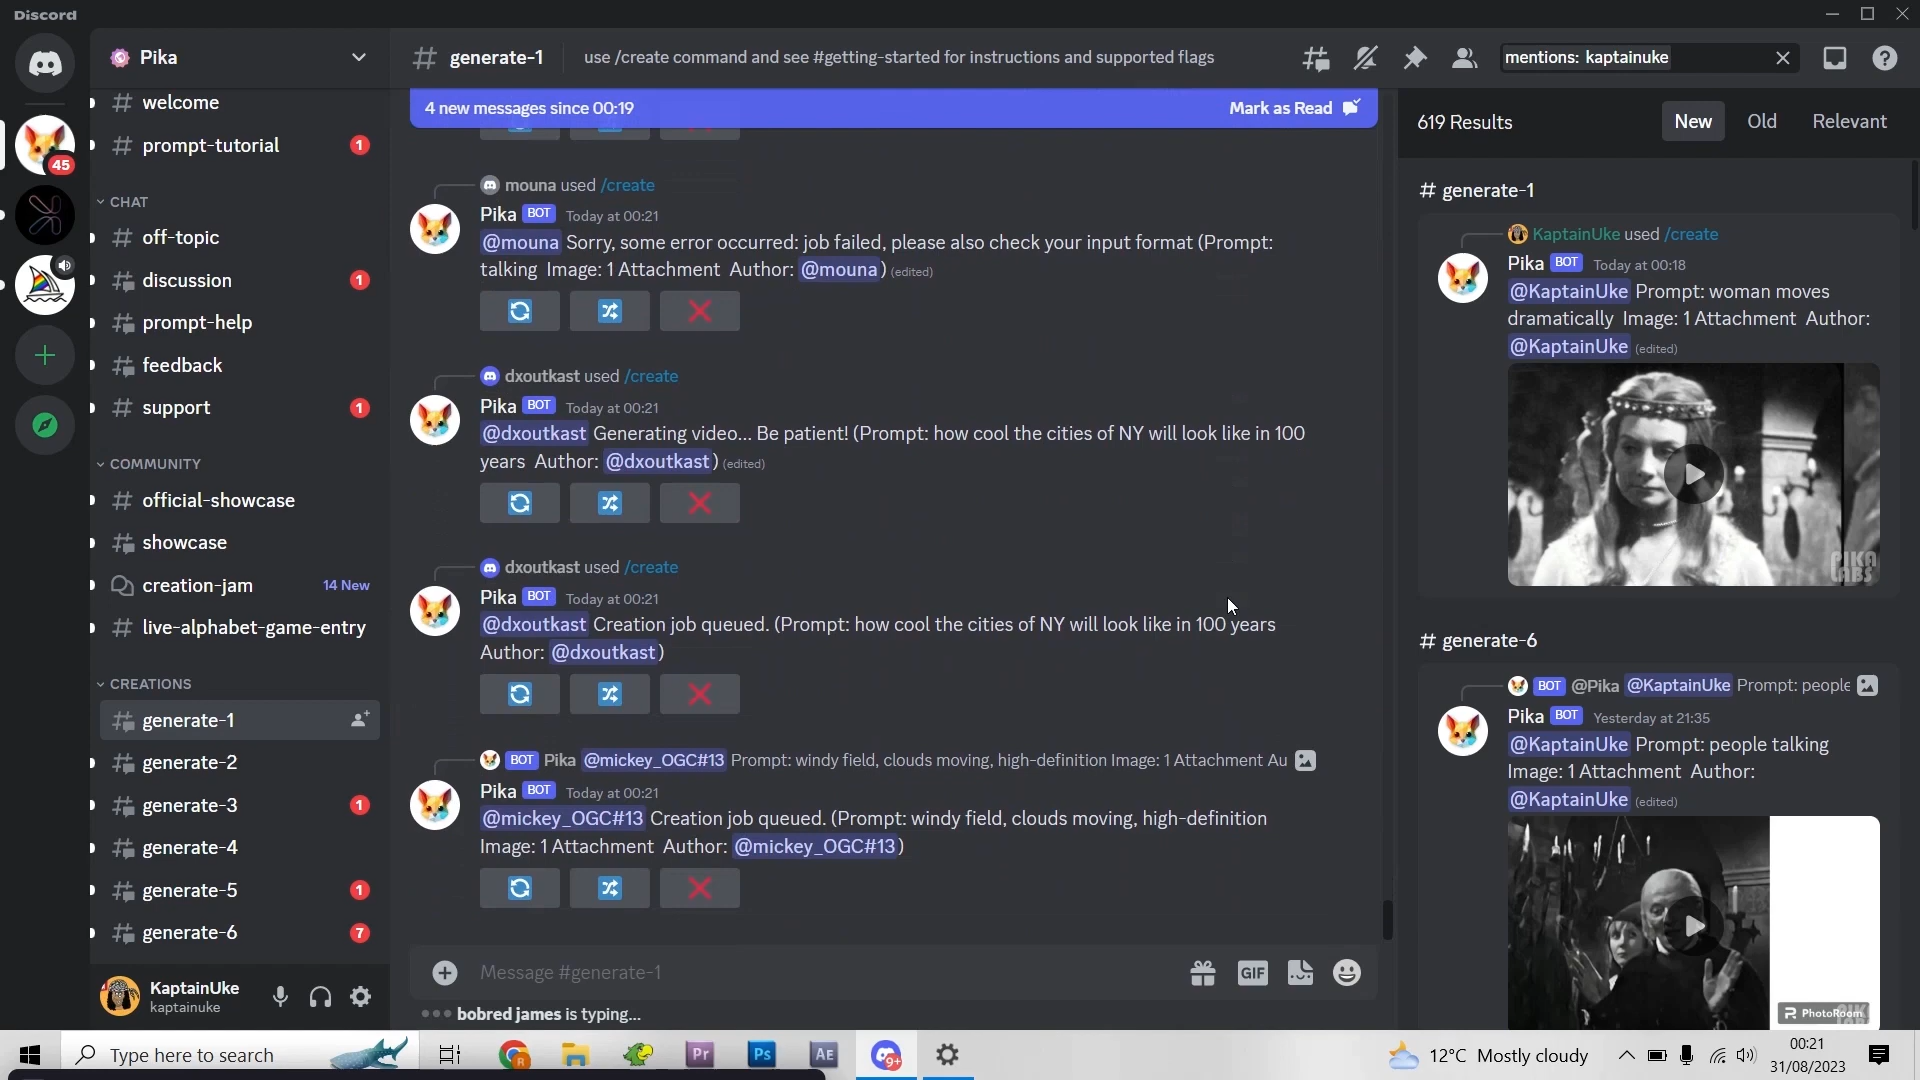 Discord
Pika
generate-1
use /create command and see #getting-started for instructions and supported flags
mentions: kaptainuke
45
welcome
prompt-tutorial
1
CHAT
off-topic
discussion
1
prompt-help
feedback
support
1
COMMUNITY
official-showcase
showcase
creation-jam
14 New
live-alphabet-game-entry
CREATIONS
generate-1
generate-2
generate-3
1
generate-4
generate-5
1
generate-6
7
KaptainUke
kaptainuke
4 new messages since 00:19
Mark as Read
mouna used /create
Pika BOT Today at 00:21
@mouna Sorry, some error occurred: job failed, please also check your input format (Prompt:
talking Image: 1 Attachment Author: @mouna) (edited)
dxoutkast used /create
Pika BOT Today at 00:21
@dxoutkast Generating video... Be patient! (Prompt: how cool the cities of NY will look like in 100
years Author: @dxoutkast) (edited)
dxoutkast used /create
Pika BOT Today at 00:21
@dxoutkast Creation job queued. (Prompt: how cool the cities of NY will look like in 100 years
Author: @dxoutkast)
BOT Pika @mickey_OGC#13 Prompt: windy field, clouds moving, high-definition Image: 1 Attachment Au
Pika BOT Today at 00:21
@mickey_OGC#13 Creation job queued. (Prompt: windy field, clouds moving, high-definition
Image: 1 Attachment Author: @mickey_OGC#13)
Message #generate-1
GIF
bobred james is typing...
619 Results
New
Old
Relevant
# generate-1
KaptainUke used /create
Pika BOT Today at 00:18
@KaptainUke Prompt: woman moves
dramatically Image: 1 Attachment Author:
@KaptainUke (edited)
PIKA
LABS
# generate-6
BOT @Pika @KaptainUke Prompt: people
Pika BOT Yesterday at 21:35
@KaptainUke Prompt: people talking
Image: 1 Attachment Author:
@KaptainUke (edited)
PhotoRoom
Type here to search
Pr
Ps
AE
9+
12°C Mostly cloudy
00:21
31/08/2023